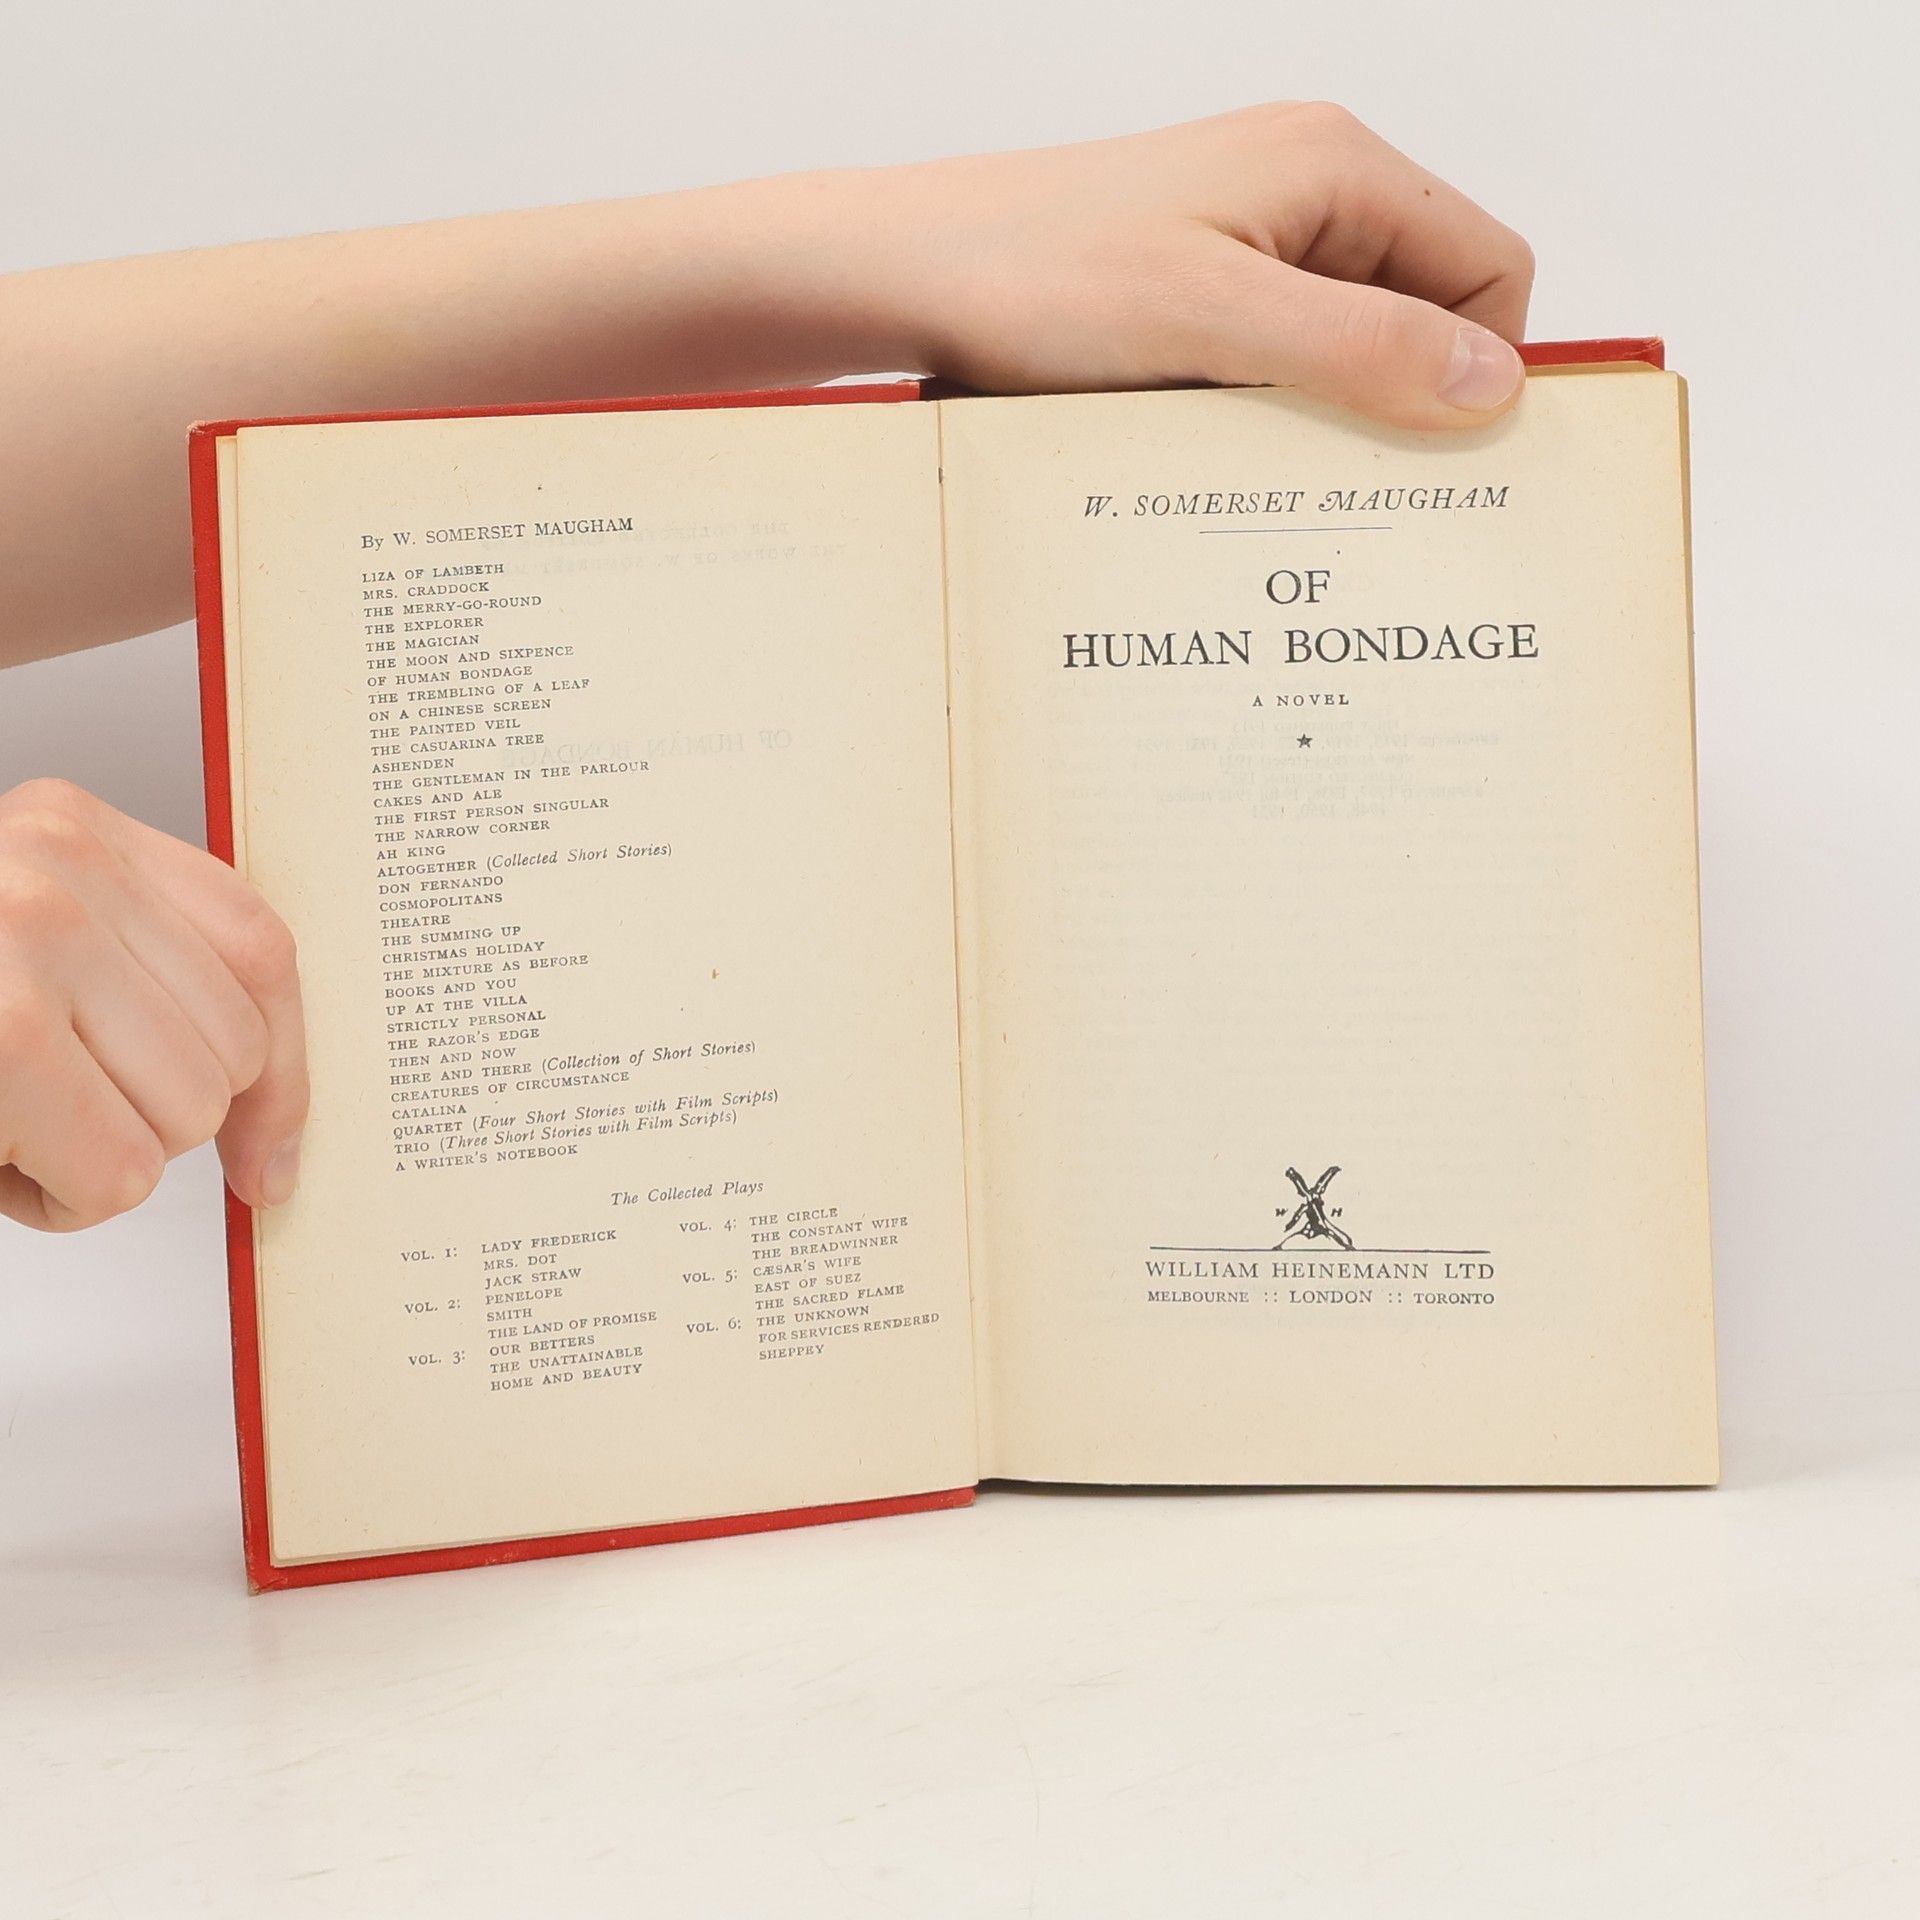 By W. SOMERSET MAUGHAM
LIZA OF LAMBETH
MRS. CRADDOCK
THE MERRY-GO-ROUND
THE EXPLORER
THE MAGICIAN
THE MOON AND SIXPENCE
OF HUMAN BONDAGE
THE TREMBLING OF A LEAF
ON A CHINESE SCREEN
THE PAINTED VEIL
THE CASUARINA TREE
ASHENDEN
THE GENTLEMAN IN THE PARLOUR
CAKES AND ALE
THE FIRST PERSON SINGULAR
THE NARROW CORNER
AH KING
ALTOGETHER (Collected Short Stories)
DON FERNANDO
COSMOPOLITANS
THEATRE
THE SUMMING UP
CHRISTMAS HOLIDAY
THE MIXTURE AS BEFORE
BOOKS AND YOU
UP AT THE VILLA
STRICTLY PERSONAL
THE RAZOR'S EDGE
THEN AND NOW
HERE AND THERE (Collection of Short Stories)
CREATURES OF CIRCUMSTANCE
CATALINA
QUARTET (Four Short Stories with Film Scripts)
TRIO (Three Short Stories with Film Scripts)
A WRITER'S NOTEBOOK
The Collected Plays
VOL. 1: LADY FREDERICK
MRS. DOT
JACK STRAW
VOL. 2: PENELOPE
SMITH
THE LAND OF PROMISE
VOL. 3: OUR BETTERS
THE UNATTAINABLE
HOME AND BEAUTY
VOL. 4: THE CIRCLE
THE CONSTANT WIFE
THE BREADWINNER
VOL. 5: CÆSAR'S WIFE
EAST OF SUEZ
THE SACRED FLAME
VOL. 6: THE UNKNOWN
FOR SERVICES RENDERED
SHEPPEY
W. SOMERSET MAUGHAM
OF
HUMAN BONDAGE
A NOVEL
★
W H
WILLIAM HEINEMANN LTD
MELBOURNE :: LONDON :: TORONTO